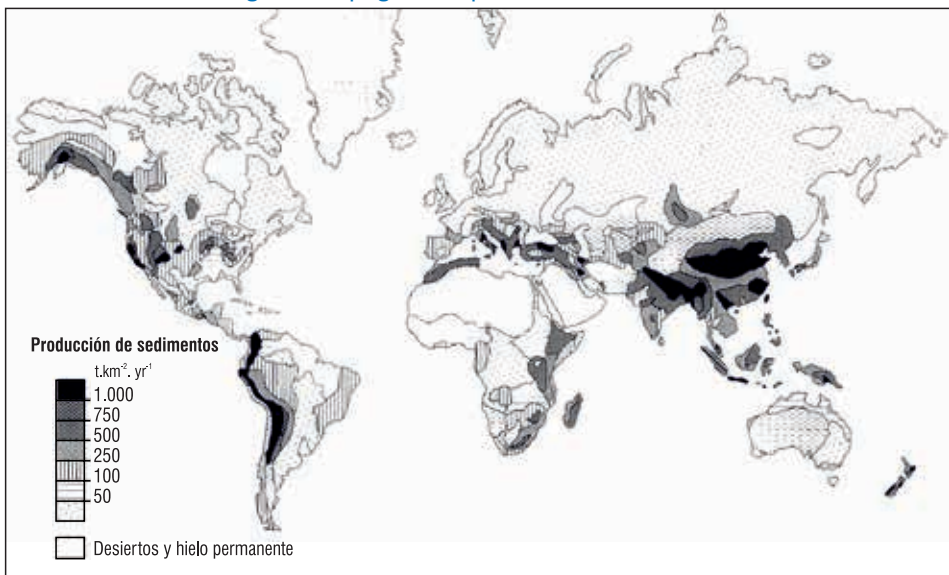 Producción de sedimentos
t.km⁻². yr⁻¹
1.000
750
500
250
100
50
Desiertos y hielo permanente